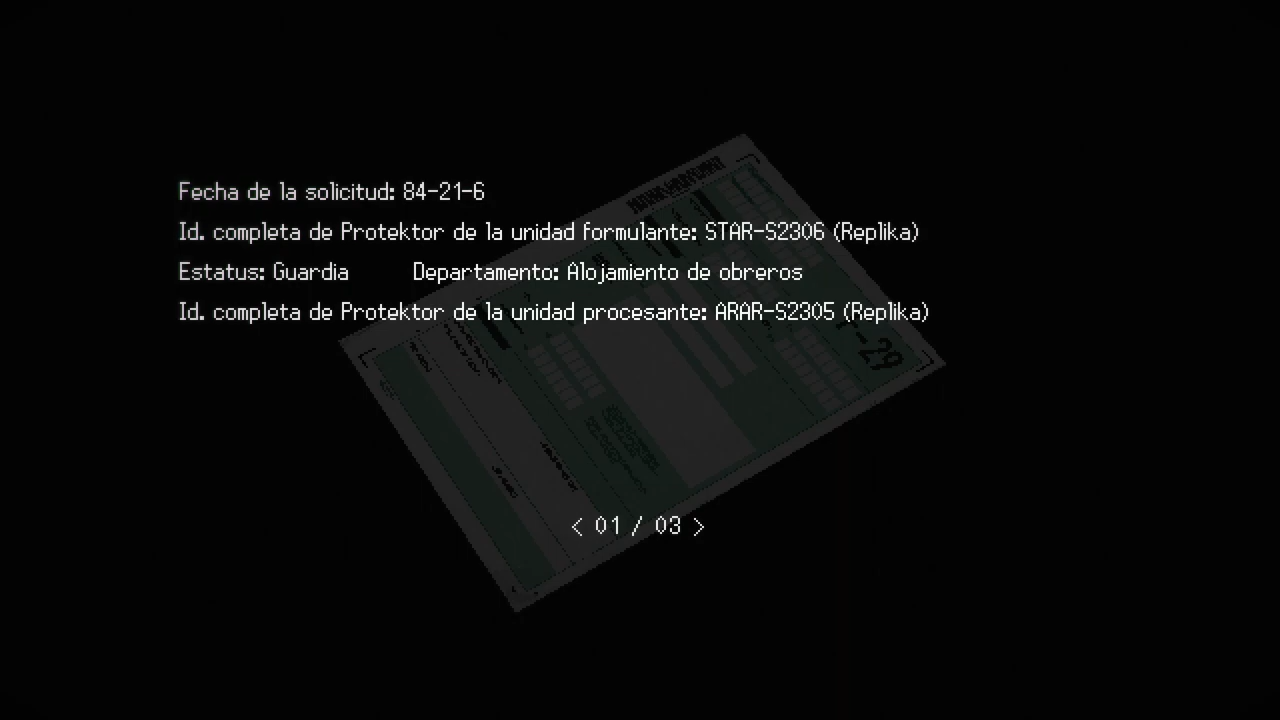 Fecha de la solicitud: 84-21-6
Id. completa de Protektor de la unidad formulante: STAR-S2306 (Replika)
Estatus: Guardia Departamento: Alojamiento de obreros
Id. completa de Protektor de la unidad procesante: ARAR-S2305 (Replika)
-29
< 01 / 03 >